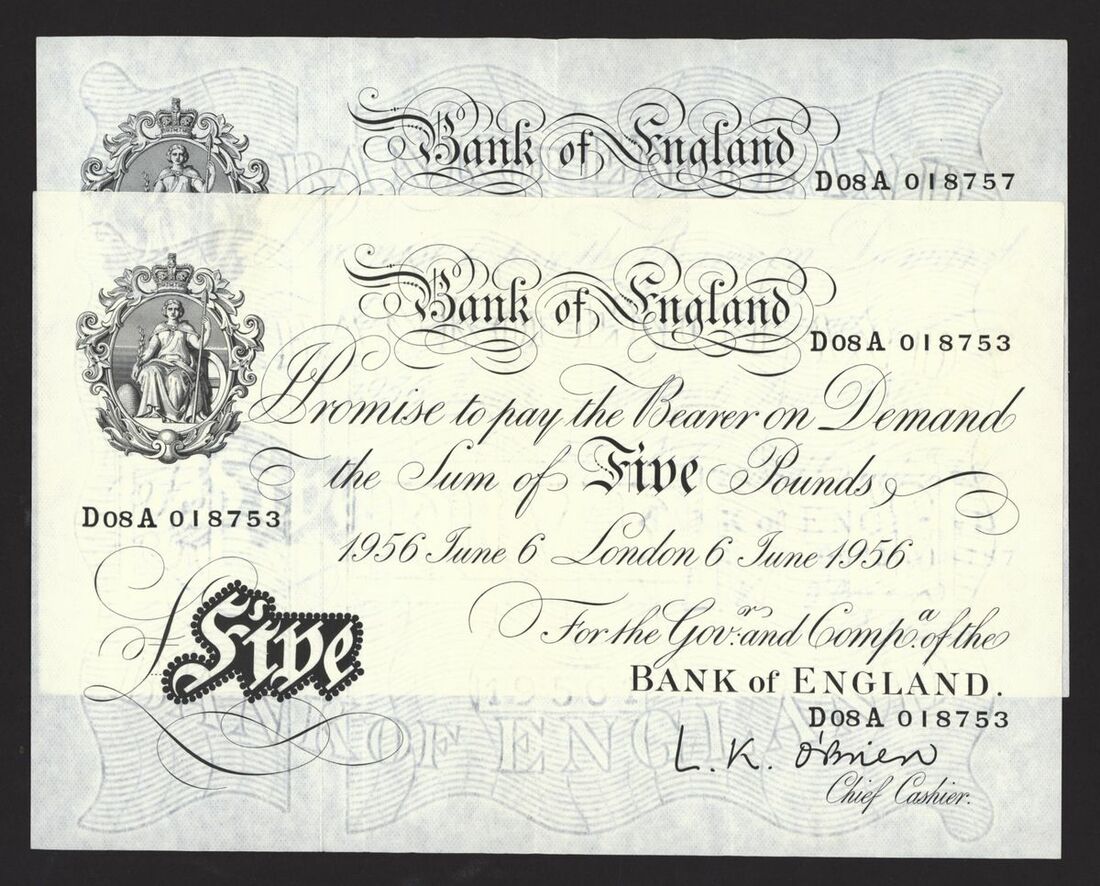 Bank of England
D08A 018757
Bank of England
D08A 018753
I Promise to pay the Bearer on Demand
the Sum of Five Pounds
D08A 018753
1956 June 6 London 6 June 1956
For the Govr. and Compa. of the
£ Five
BANK of ENGLAND.
D08A 018753
L. K. O'Brien
Chief Cashier.